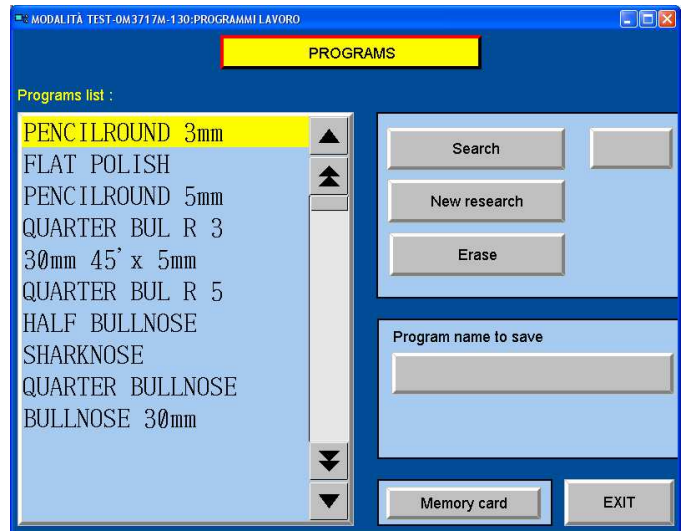 MODALITÀ TEST-0M3717M-130:PROGRAMMI LAVORO
PROGRAMS
Programs list :
PENCILROUND 3mm
FLAT POLISH
PENCILROUND 5mm
QUARTER BUL R 3
30mm 45' x 5mm
QUARTER BUL R 5
HALF BULLNOSE
SHARKNOSE
QUARTER BULLNOSE
BULLNOSE 30mm
Search
New research
Erase
Program name to save
Memory card
EXIT